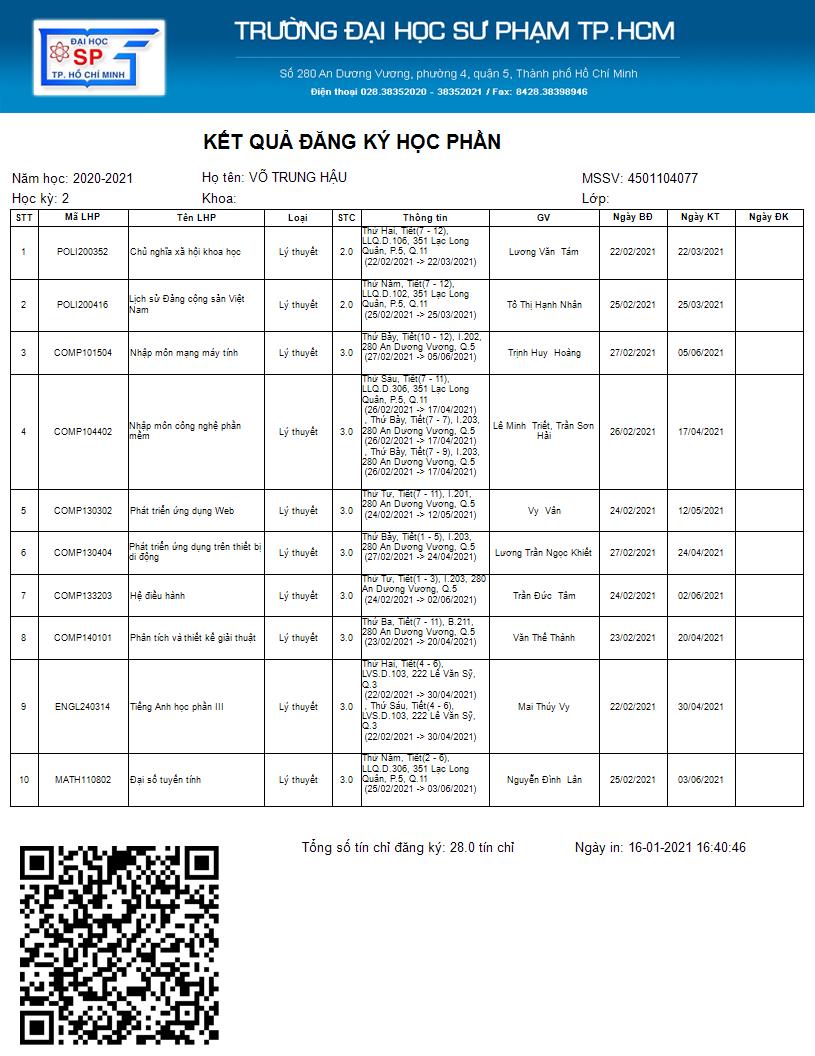 ĐẠI HỌC
SP
TP. HỒ CHÍ MINH
TRƯỜNG ĐẠI HỌC SƯ PHẠM TP.HCM
Số 280 An Dương Vương, phường 4, quận 5, Thành phố Hồ Chí Minh
Điện thoại 028.38352020 - 38352021 / Fax: 8428.38398946
KẾT QUẢ ĐĂNG KÝ HỌC PHẦN
Năm học: 2020-2021 Họ tên: VÕ TRUNG HẬU MSSV: 4501104077
Học kỳ: 2 Khoa: Lớp:
STT Mã LHP Tên LHP Loại STC Thông tin GV Ngày BĐ Ngày KT Ngày ĐK
1 POLI200352 Chủ nghĩa xã hội khoa học Lý thuyết 2.0
Thứ Hai, Tiết(7 - 12),
LLQ.D.106, 351 Lạc Long
Quân, P.5, Q.11
(22/02/2021 -> 22/03/2021)
Lương Văn Tám 22/02/2021 22/03/2021
2 POLI200416
Lịch sử Đảng cộng sản Việt
Nam
Lý thuyết 2.0
Thứ Năm, Tiết(7 - 12),
LLQ.D.102, 351 Lạc Long
Quân, P.5, Q.11
(25/02/2021 -> 25/03/2021)
Tô Thị Hạnh Nhân 25/02/2021 25/03/2021
3 COMP101504 Nhập môn mạng máy tính Lý thuyết 3.0
Thứ Bảy, Tiết(10 - 12), I.202,
280 An Dương Vương, Q.5
(27/02/2021 -> 05/06/2021)
Trịnh Huy Hoàng 27/02/2021 05/06/2021
4 COMP104402
Nhập môn công nghệ phần
mềm
Lý thuyết 3.0
Thứ Sáu, Tiết(7 - 11),
LLQ.D.306, 351 Lạc Long
Quân, P.5, Q.11
(26/02/2021 -> 17/04/2021)
, Thứ Bảy, Tiết(7 - 7), I.203,
280 An Dương Vương, Q.5
(26/02/2021 -> 17/04/2021)
, Thứ Bảy, Tiết(7 - 9), I.203,
280 An Dương Vương, Q.5
(26/02/2021 -> 17/04/2021)
Lê Minh Triết, Trần Sơn
Hải
26/02/2021 17/04/2021
5 COMP130302 Phát triển ứng dụng Web Lý thuyết 3.0
Thứ Tư, Tiết(7 - 11), I.201,
280 An Dương Vương, Q.5
(24/02/2021 -> 12/05/2021)
Vy Vân 24/02/2021 12/05/2021
6 COMP130404
Phát triển ứng dụng trên thiết bị
di động
Lý thuyết 3.0
Thứ Bảy, Tiết(1 - 5), I.203,
280 An Dương Vương, Q.5
(27/02/2021 -> 24/04/2021)
Lương Trần Ngọc Khiết 27/02/2021 24/04/2021
7 COMP133203 Hệ điều hành Lý thuyết 3.0
Thứ Tư, Tiết(1 - 3), I.203, 280
An Dương Vương, Q.5
(24/02/2021 -> 02/06/2021)
Trần Đức Tâm 24/02/2021 02/06/2021
8 COMP140101 Phân tích và thiết kế giải thuật Lý thuyết 3.0
Thứ Ba, Tiết(7 - 11), B.211,
280 An Dương Vương, Q.5
(23/02/2021 -> 20/04/2021)
Văn Thế Thành 23/02/2021 20/04/2021
9 ENGL240314 Tiếng Anh học phần III Lý thuyết 3.0
Thứ Hai, Tiết(4 - 6),
LVS.D.103, 222 Lê Văn Sỹ,
Q.3
(22/02/2021 -> 30/04/2021)
, Thứ Sáu, Tiết(4 - 6),
LVS.D.103, 222 Lê Văn Sỹ,
Q.3
(22/02/2021 -> 30/04/2021)
Mai Thúy Vy 22/02/2021 30/04/2021
10 MATH110802 Đại số tuyến tính Lý thuyết 3.0
Thứ Năm, Tiết(2 - 6),
LLQ.D.306, 351 Lạc Long
Quân, P.5, Q.11
(25/02/2021 -> 03/06/2021)
Nguyễn Đình Lân 25/02/2021 03/06/2021
Tổng số tín chỉ đăng ký: 28.0 tín chỉ Ngày in: 16-01-2021 16:40:46